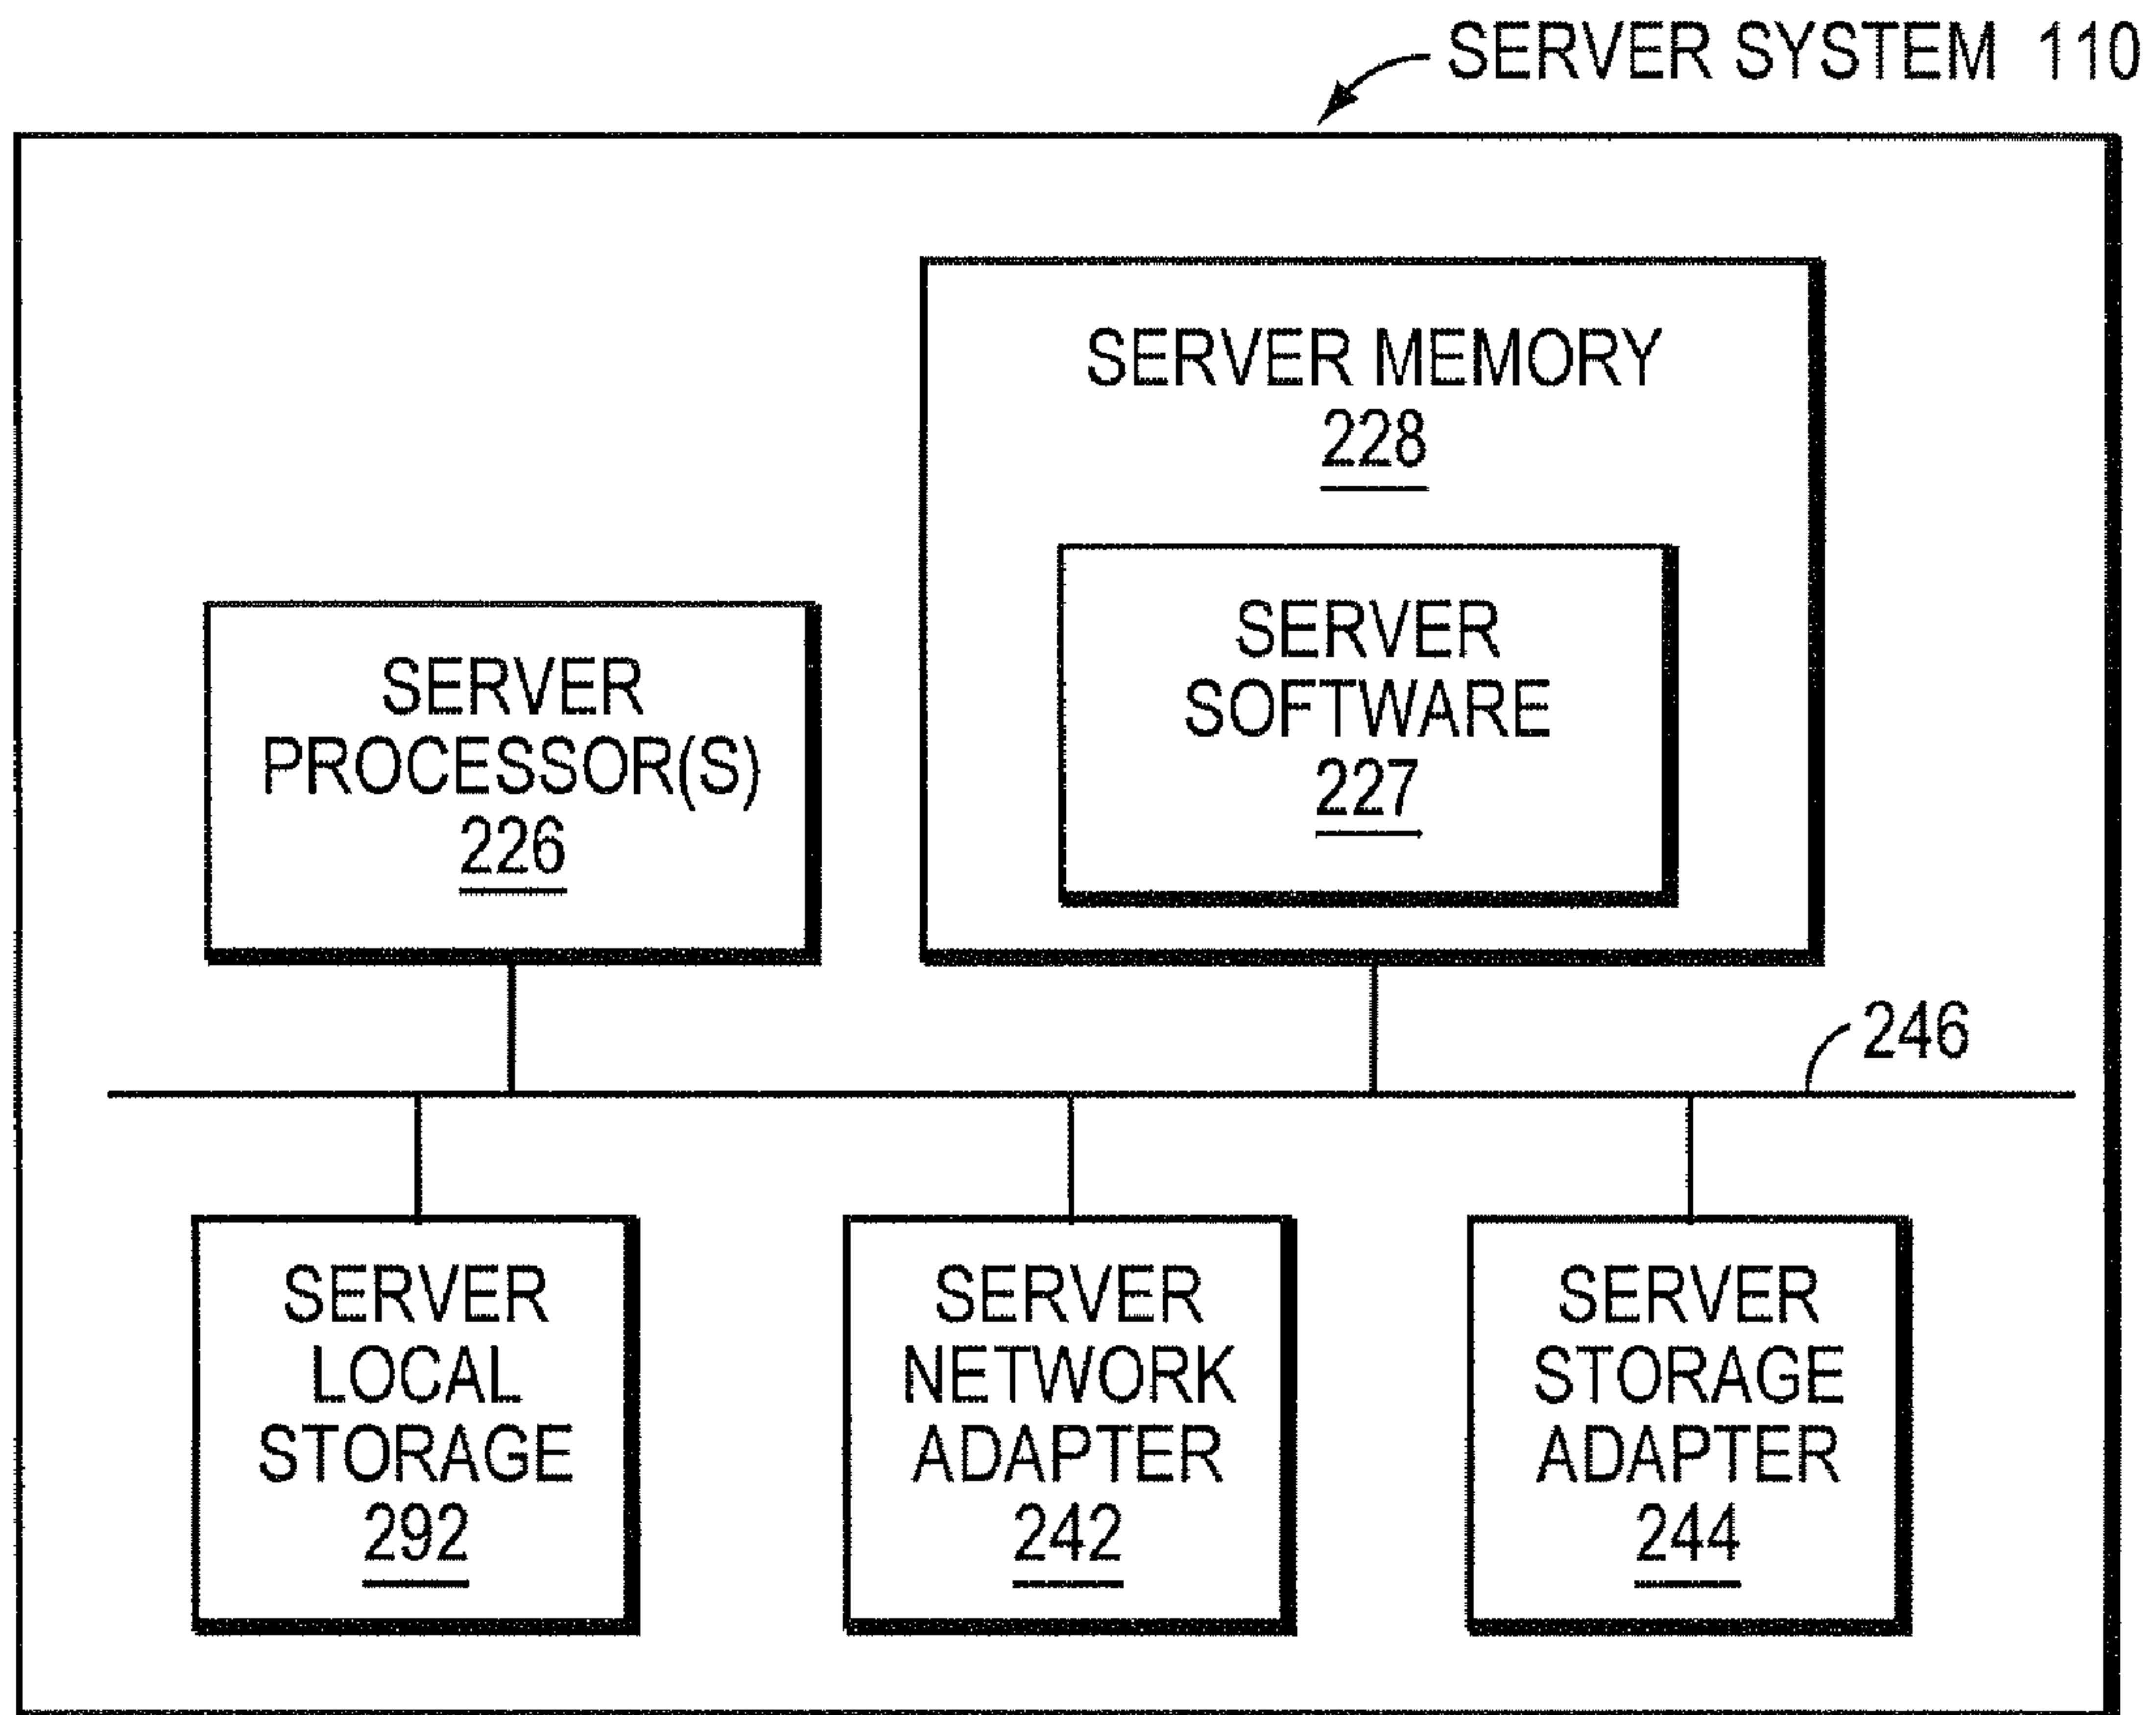 SERVER SYSTEM 110
SERVER MEMORY
228
SERVER
SOFTWARE
227
SERVER
PROCESSOR(S)
226
246
SERVER
LOCAL
STORAGE
292
SERVER
NETWORK
ADAPTER
242
SERVER
STORAGE
ADAPTER
244